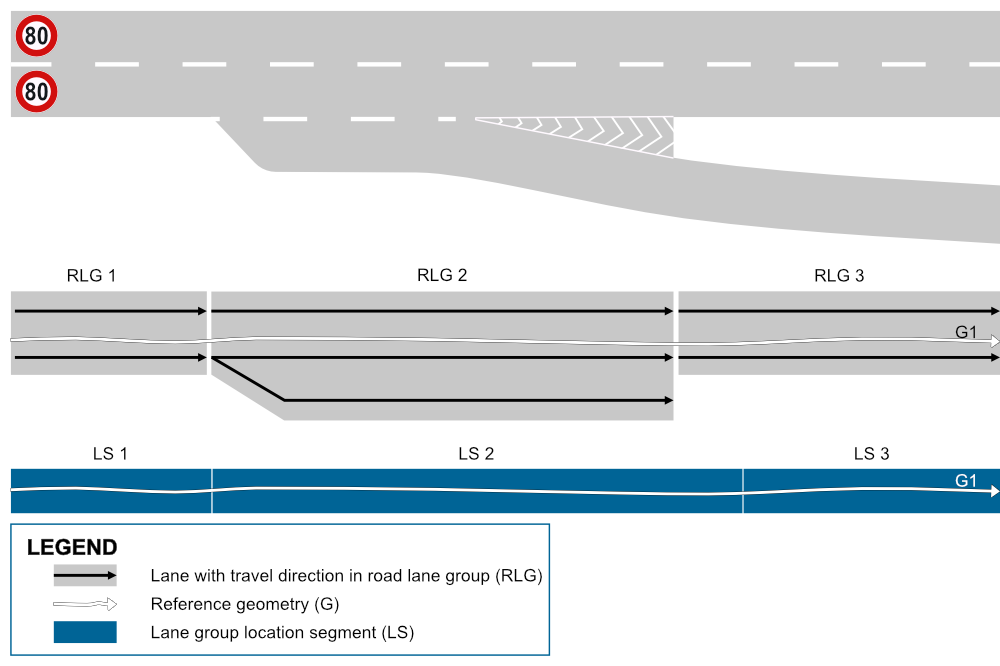 80
80
RLG 1 RLG 2 RLG 3
G1
LS 1 LS 2 LS 3
G1
LEGEND
Lane with travel direction in road lane group (RLG)
Reference geometry (G)
Lane group location segment (LS)